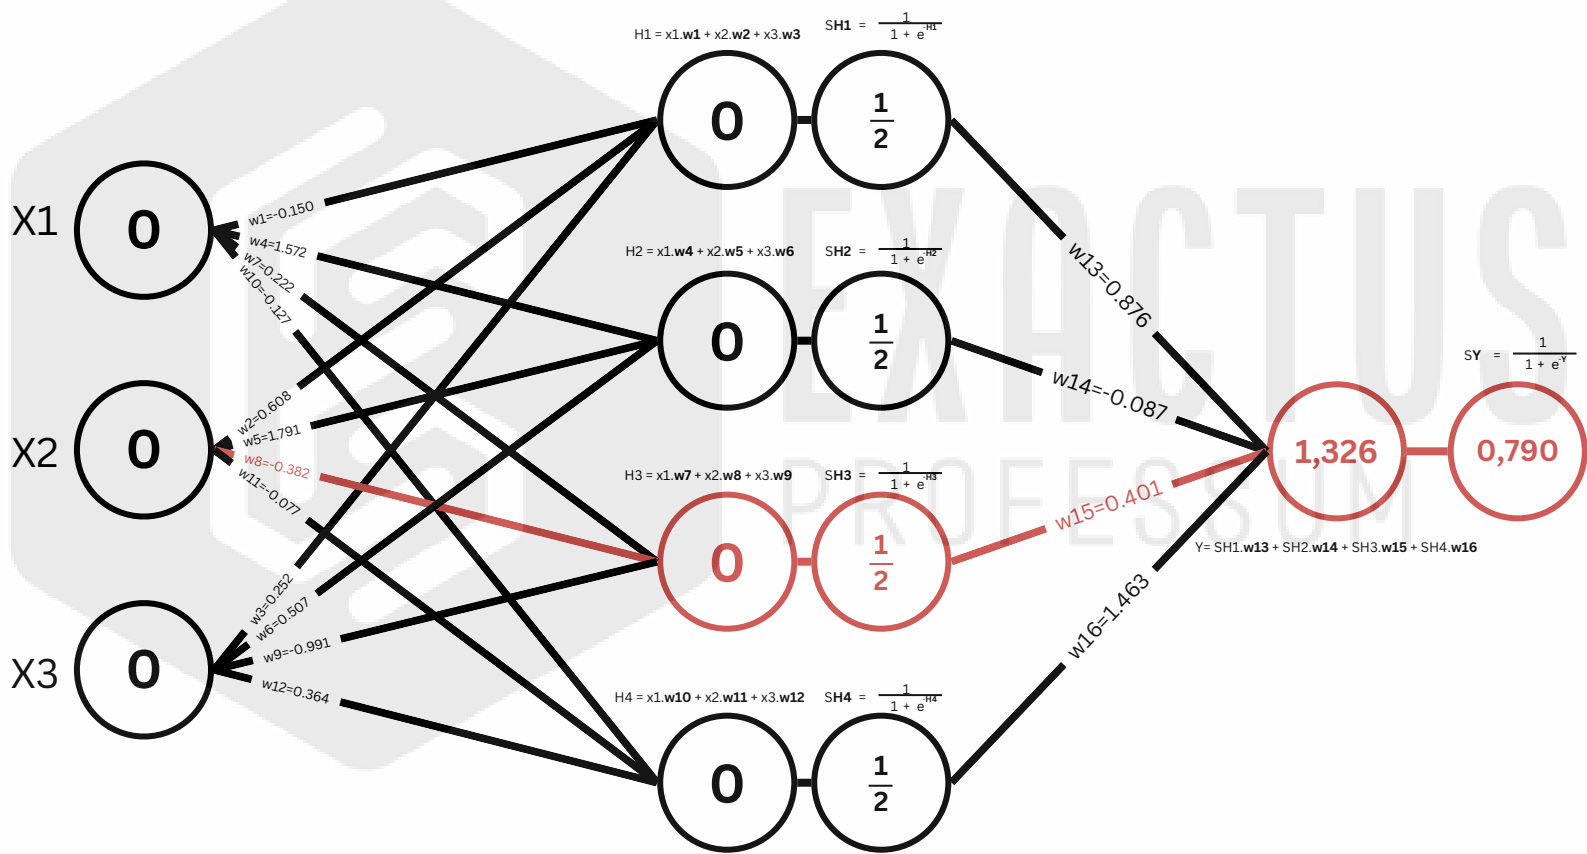 H1 = x1.w1 + x2.w2 + x3.w3
SH1 = 1
1 + e-H1
0
1
2
X1
0
w1=-0.150
w4=1.572
w7=0.222
w10=-0.127
H2 = x1.w4 + x2.w5 + x3.w6
SH2 = 1
1 + e-H2
0
1
2
w13=0.876
EXACTUS
PROFESSUM
X2
0
w2=0.608
w5=1.791
w8=-0.382
w11=-0.077
w14=-0.087
SY = 1
1 + e-Y
1,326
0,790
H3 = x1.w7 + x2.w8 + x3.w9
SH3 = 1
1 + e-H3
0
1
2
w15=0.401
Y= SH1.w13 + SH2.w14 + SH3.w15 + SH4.w16
X3
0
w3=0.252
w6=0.507
w9=-0.991
w12=0.364
w16=1.463
H4 = x1.w10 + x2.w11 + x3.w12
SH4 = 1
1 + e-H4
0
1
2